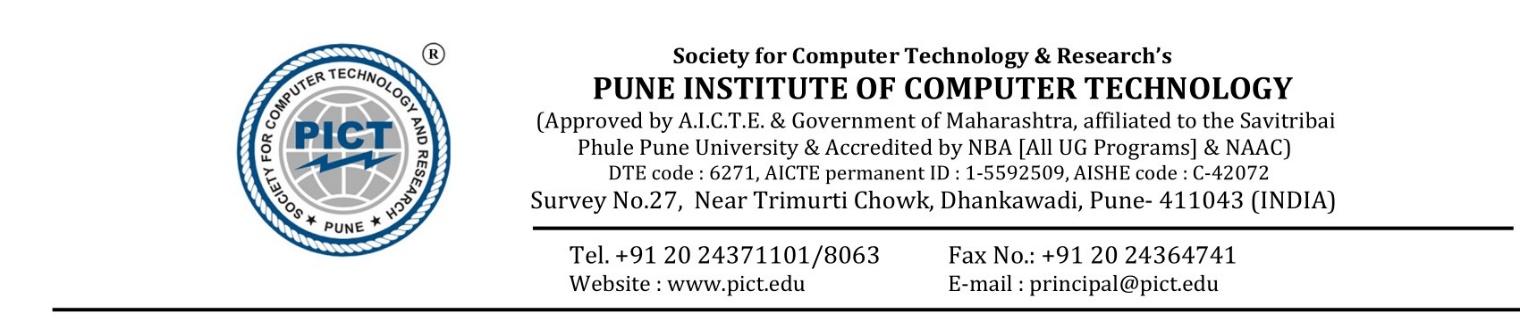 ®
SOCIETY FOR COMPUTER TECHNOLOGY AND RESEARCH
PICT
★ PUNE ★
Society for Computer Technology & Research’s
PUNE INSTITUTE OF COMPUTER TECHNOLOGY
(Approved by A.I.C.T.E. & Government of Maharashtra, affiliated to the Savitribai
Phule Pune University & Accredited by NBA [All UG Programs] & NAAC)
DTE code : 6271, AICTE permanent ID : 1-5592509, AISHE code : C-42072
Survey No.27, Near Trimurti Chowk, Dhankawadi, Pune- 411043 (INDIA)
Tel. +91 20 24371101/8063 Fax No.: +91 20 24364741
Website : www.pict.edu E-mail : principal@pict.edu